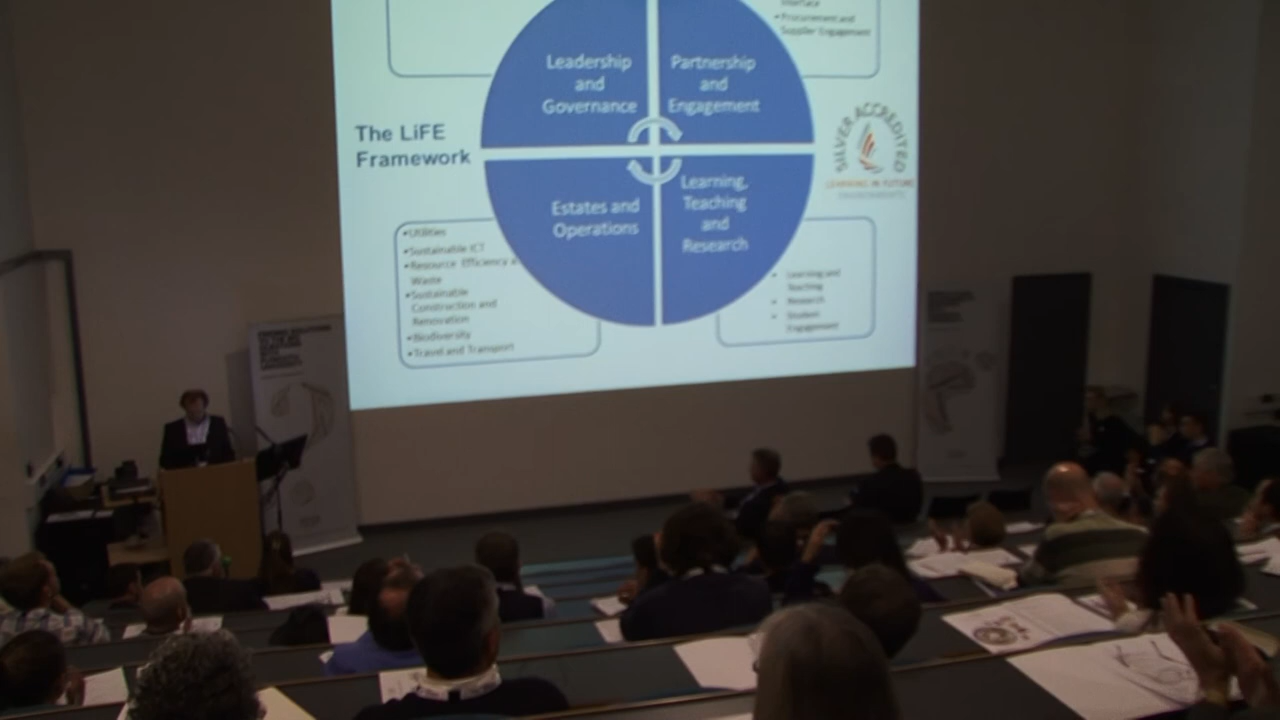 Interface
•Procurement and
Supplier Engagement
Leadership
and
Governance
Partnership
and
Engagement
The LiFE
Framework
SILVER ACCREDITED
LEARNING IN FUTURE
ENVIRONMENTS
Estates and
Operations
Learning,
Teaching
and
Research
•Utilities
•Sustainable ICT
•Resource Efficiency
Waste
•Sustainable
Construction and
Renovation
•Biodiversity
•Travel and Transport
• Learning and
Teaching
• Research
• Student
Engagement